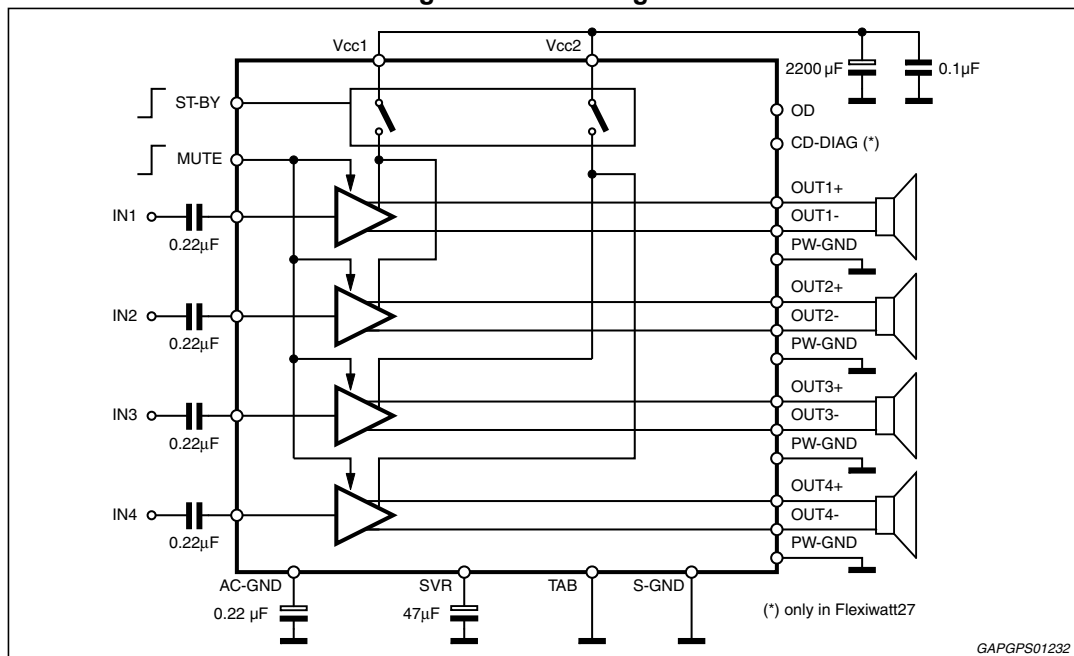 Vcc1
Vcc2
2200 µF
0.1µF
ST-BY
OD
CD-DIAG (*)
MUTE
OUT1+
IN1
OUT1-
0.22µF
PW-GND
OUT2+
IN2
OUT2-
0.22µF
PW-GND
OUT3+
IN3
OUT3-
0.22µF
PW-GND
OUT4+
IN4
OUT4-
0.22µF
PW-GND
AC-GND
SVR
TAB
S-GND
0.22 µF
47µF
(*) only in Flexiwatt27
GAPGPS01232